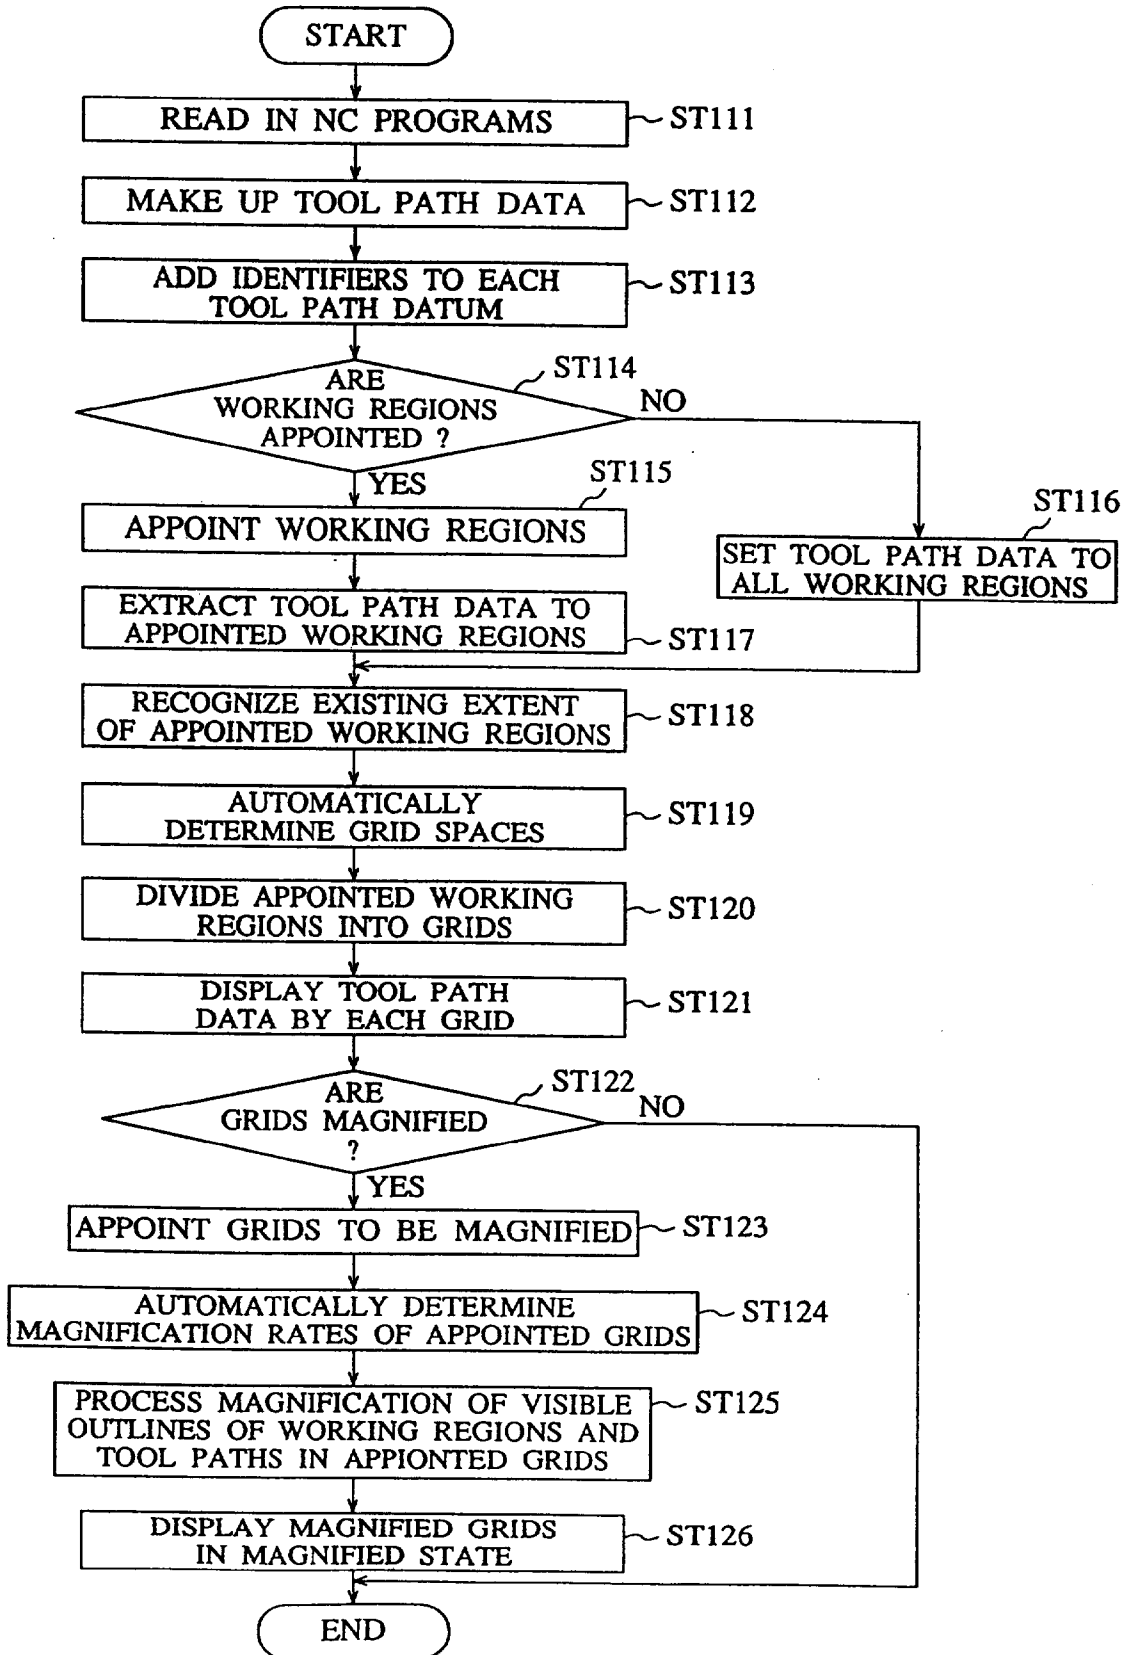 START
READ IN NC PROGRAMS
ST111
MAKE UP TOOL PATH DATA
ST112
ADD IDENTIFIERS TO EACH
TOOL PATH DATUM
ST113
ST114
ARE
WORKING REGIONS
APPOINTED ?
NO
YES
ST115
APPOINT WORKING REGIONS
ST116
SET TOOL PATH DATA TO
ALL WORKING REGIONS
EXTRACT TOOL PATH DATA TO
APPOINTED WORKING REGIONS
ST117
RECOGNIZE EXISTING EXTENT
OF APPOINTED WORKING REGIONS
ST118
AUTOMATICALLY
DETERMINE GRID SPACES
ST119
DIVIDE APPOINTED WORKING
REGIONS INTO GRIDS
ST120
DISPLAY TOOL PATH
DATA BY EACH GRID
ST121
ST122
ARE
GRIDS MAGNIFIED
?
NO
YES
APPOINT GRIDS TO BE MAGNIFIED
ST123
AUTOMATICALLY DETERMINE
MAGNIFICATION RATES OF APPOINTED GRIDS
ST124
PROCESS MAGNIFICATION OF VISIBLE
OUTLINES OF WORKING REGIONS AND
TOOL PATHS IN APPIONTED GRIDS
ST125
DISPLAY MAGNIFIED GRIDS
IN MAGNIFIED STATE
ST126
END